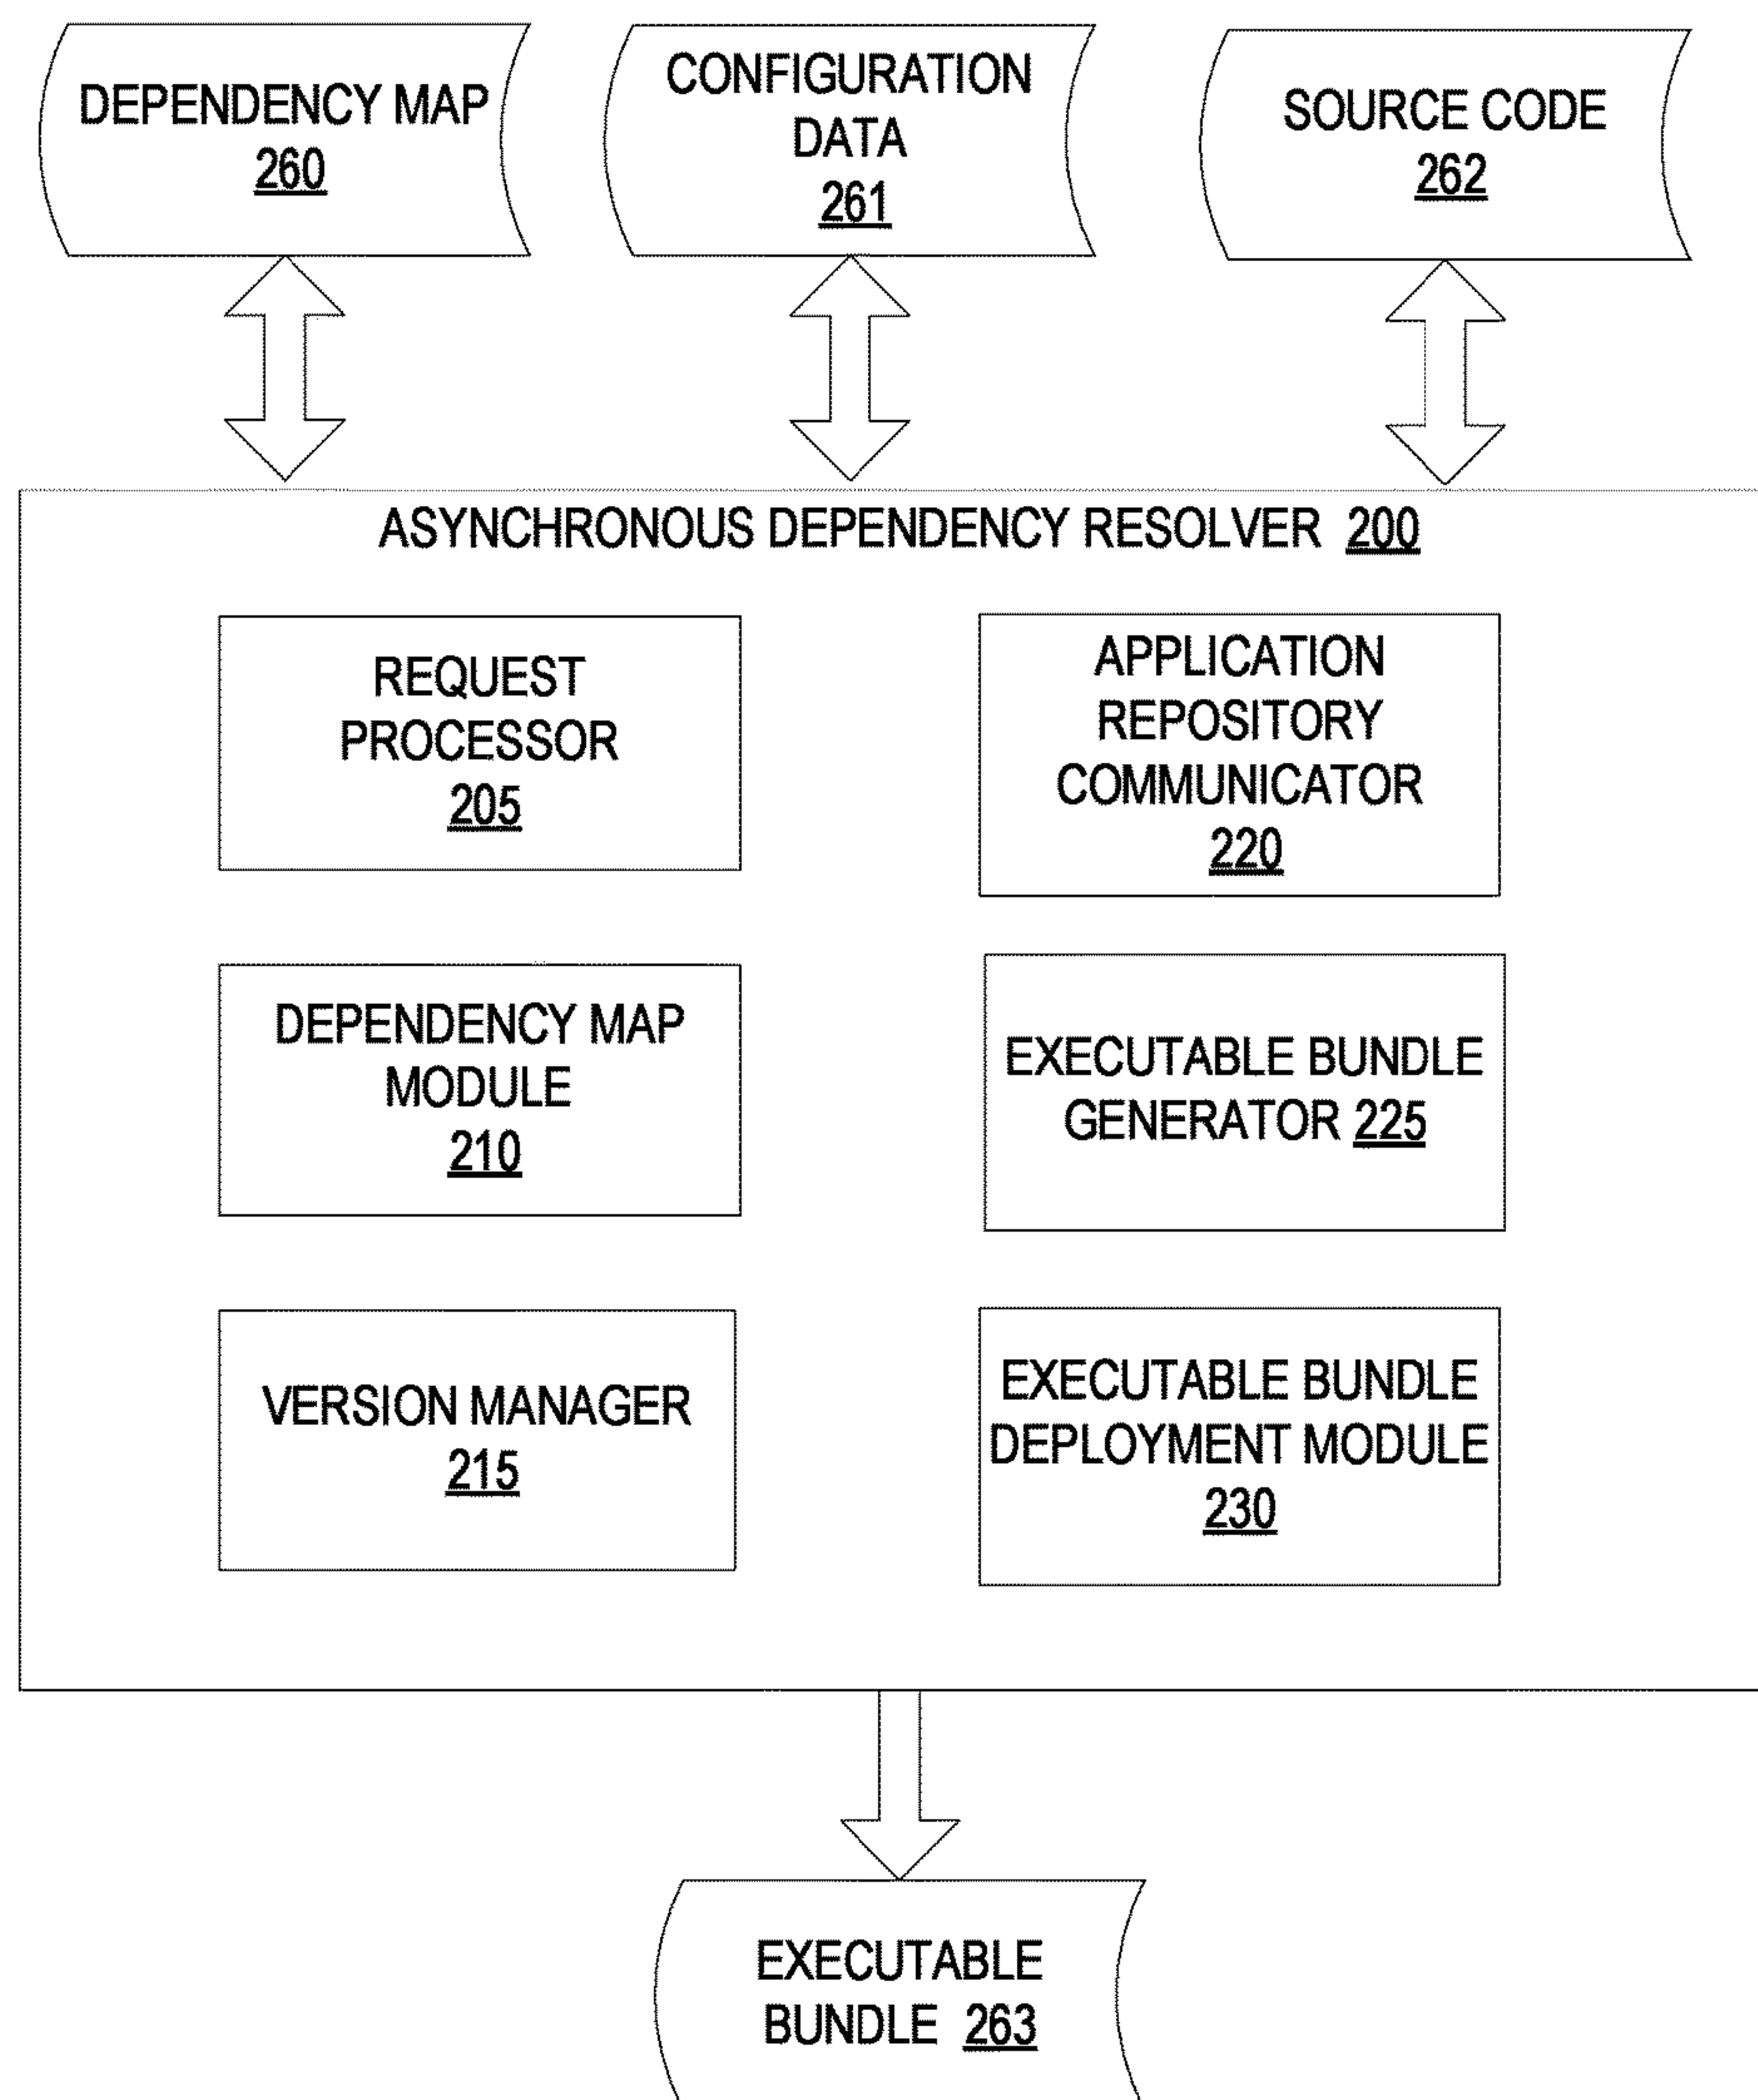 DEPENDENCY MAP
260
CONFIGURATION
DATA
261
SOURCE CODE
262
ASYNCHRONOUS DEPENDENCY RESOLVER 200
REQUEST
PROCESSOR
205
APPLICATION
REPOSITORY
COMMUNICATOR
220
DEPENDENCY MAP
MODULE
210
EXECUTABLE BUNDLE
GENERATOR 225
VERSION MANAGER
215
EXECUTABLE BUNDLE
DEPLOYMENT MODULE
230
EXECUTABLE
BUNDLE 263